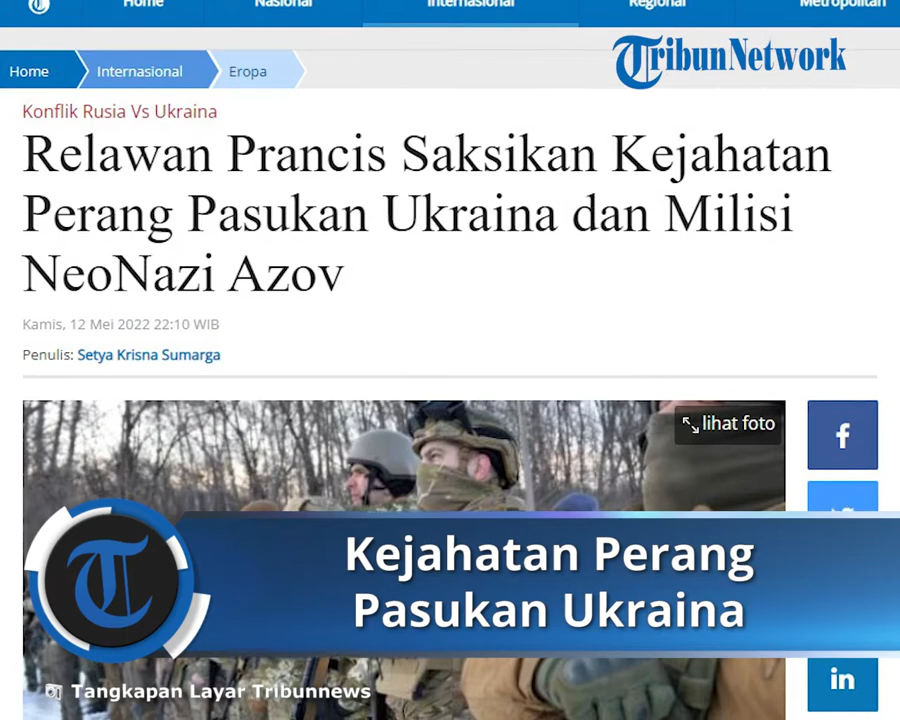 Home
Nasional
Internasional
Regional
Metropolitan
TribunNetwork
Home
Internasional
Eropa
Konflik Rusia Vs Ukraina
Relawan Prancis Saksikan Kejahatan
Perang Pasukan Ukraina dan Milisi
NeoNazi Azov
Kamis, 12 Mei 2022 22:10 WIB
Penulis: Setya Krisna Sumarga
lihat foto
f
T
Kejahatan Perang
Pasukan Ukraina
Tangkapan Layar Tribunnews
in